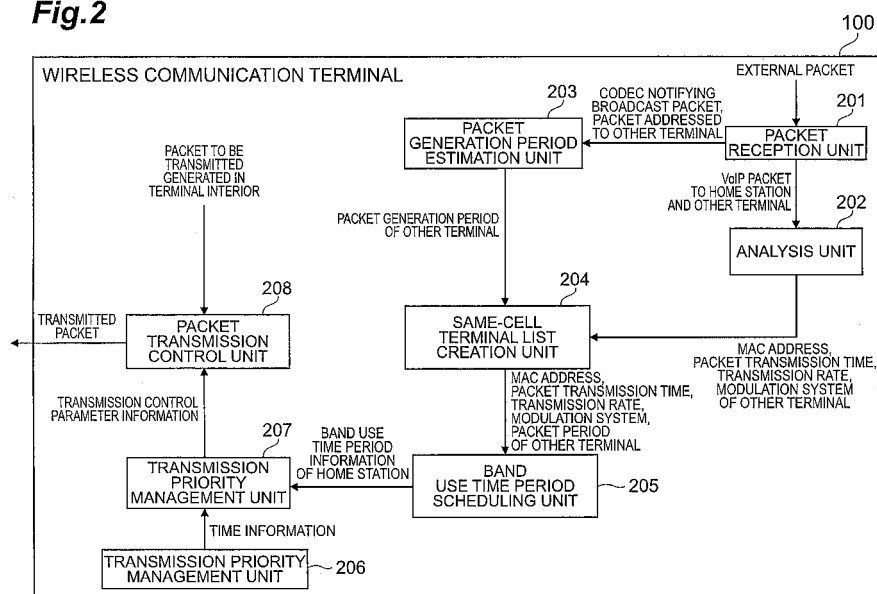 Fig.2
100
WIRELESS COMMUNICATION TERMINAL
EXTERNAL PACKET
CODEC NOTIFYING
BROADCAST PACKET,
PACKET ADDRESSED
TO OTHER TERMINAL
203
PACKET
GENERATION PERIOD
ESTIMATION UNIT
201
PACKET
RECEPTION UNIT
PACKET TO BE
TRANSMITTED
GENERATED IN
TERMINAL INTERIOR
VoIP PACKET
TO HOME STATION
AND OTHER TERMINAL
202
ANALYSIS UNIT
PACKET GENERATION PERIOD
OF OTHER TERMINAL
208
PACKET
TRANSMISSION
CONTROL UNIT
TRANSMITTED
PACKET
204
SAME-CELL
TERMINAL LIST
CREATION UNIT
MAC ADDRESS,
PACKET TRANSMISSION TIME,
TRANSMISSION RATE,
MODULATION SYSTEM
OF OTHER TERMINAL
MAC ADDRESS,
PACKET TRANSMISSION TIME,
TRANSMISSION RATE,
MODULATION SYSTEM,
PACKET PERIOD
OF OTHER TERMINAL
TRANSMISSION CONTROL
PARAMETER INFORMATION
BAND USE
TIME PERIOD
INFORMATION
OF HOME STATION
207
TRANSMISSION
PRIORITY
MANAGEMENT UNIT
BAND
USE TIME PERIOD
SCHEDULING UNIT
205
TIME INFORMATION
TRANSMISSION PRIORITY
MANAGEMENT UNIT
206